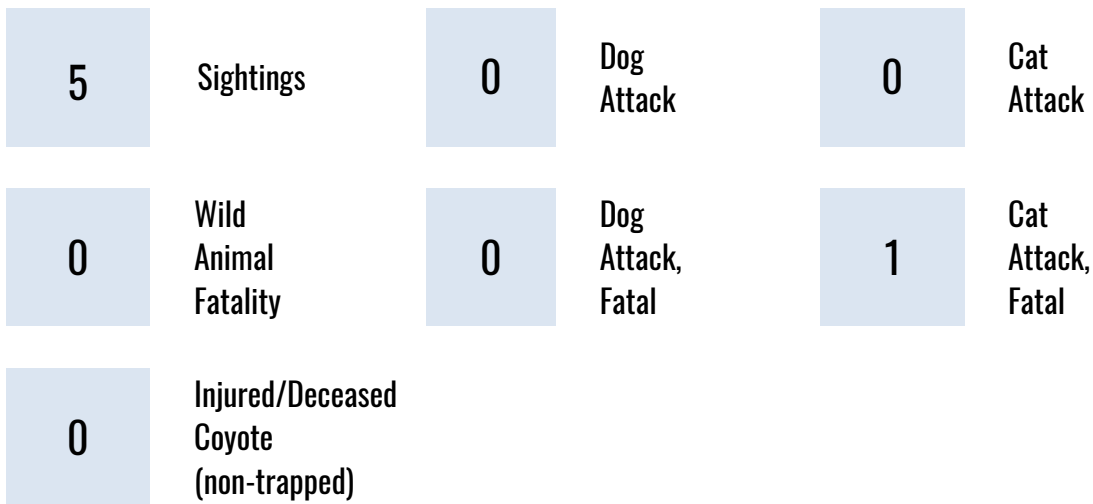 5
Sightings
0
Dog
Attack
0
Cat
Attack
0
Wild
Animal
Fatality
0
Dog
Attack,
Fatal
1
Cat
Attack,
Fatal
0
Injured/Deceased
Coyote
(non-trapped)